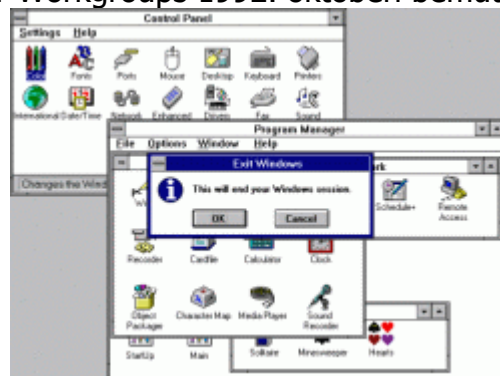 Workgroups 1992. októberi
Control Panel
Settings Help
Color Fonts Ports Mouse Desktop Keyboard Printers
International Date/Time Network Enhanced Drivers Fax Sound
Changes the Wind
Program Manager
File Options Window Help
Exit Windows
This will end your Windows session.
OK Cancel
Schedule+ Remote Access
Recorder Cardfile Calculator Clock
Object Packager Character Map Media Player Sound Recorder
StartUp Main Solitaire Minesweeper Hearts